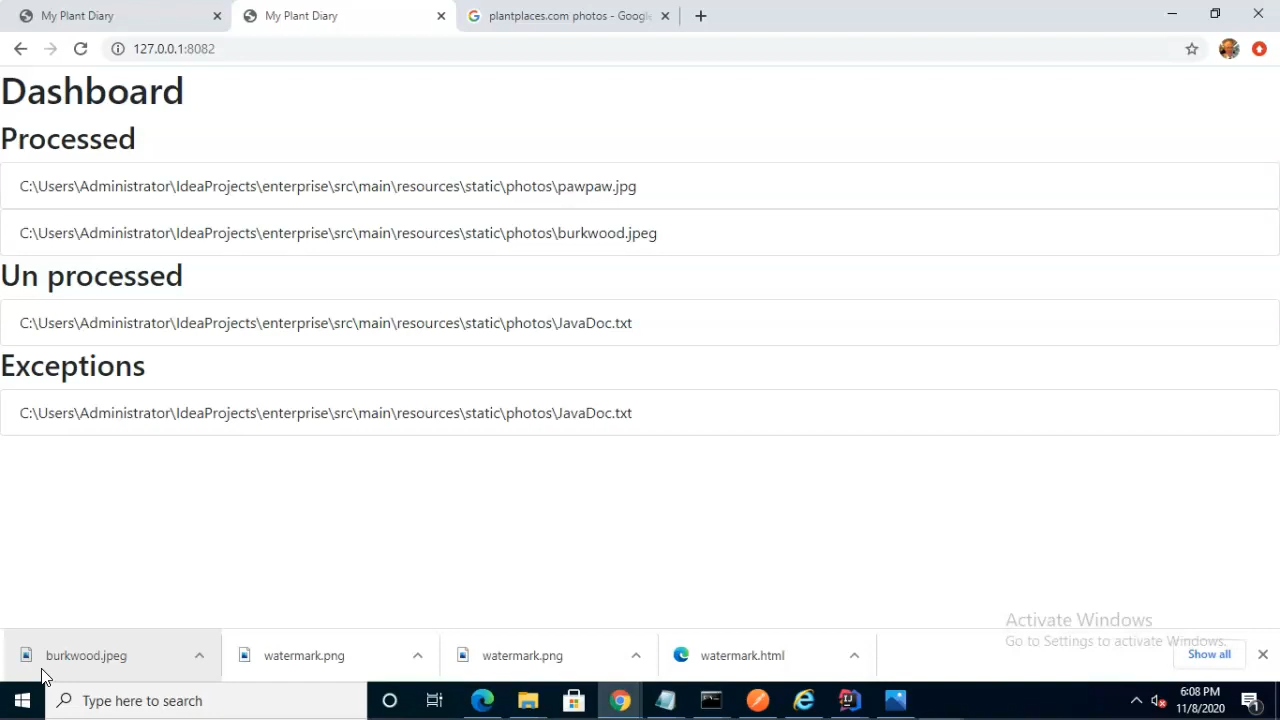 My Plant Diary
My Plant Diary
plantplaces.com photos - Google
127.0.0.1:8082
Dashboard
Processed
C:\Users\Administrator\IdeaProjects\enterprise\src\main\resources\static\photos\pawpaw.jpg
C:\Users\Administrator\IdeaProjects\enterprise\src\main\resources\static\photos\burkwood.jpeg
Un processed
C:\Users\Administrator\IdeaProjects\enterprise\src\main\resources\static\photos\JavaDoc.txt
Exceptions
C:\Users\Administrator\IdeaProjects\enterprise\src\main\resources\static\photos\JavaDoc.txt
Activate Windows
Go to Settings to activate Windows.
burkwood.jpeg
watermark.png
watermark.png
watermark.html
Show all
Type here to search
6:08 PM
11/8/2020
1